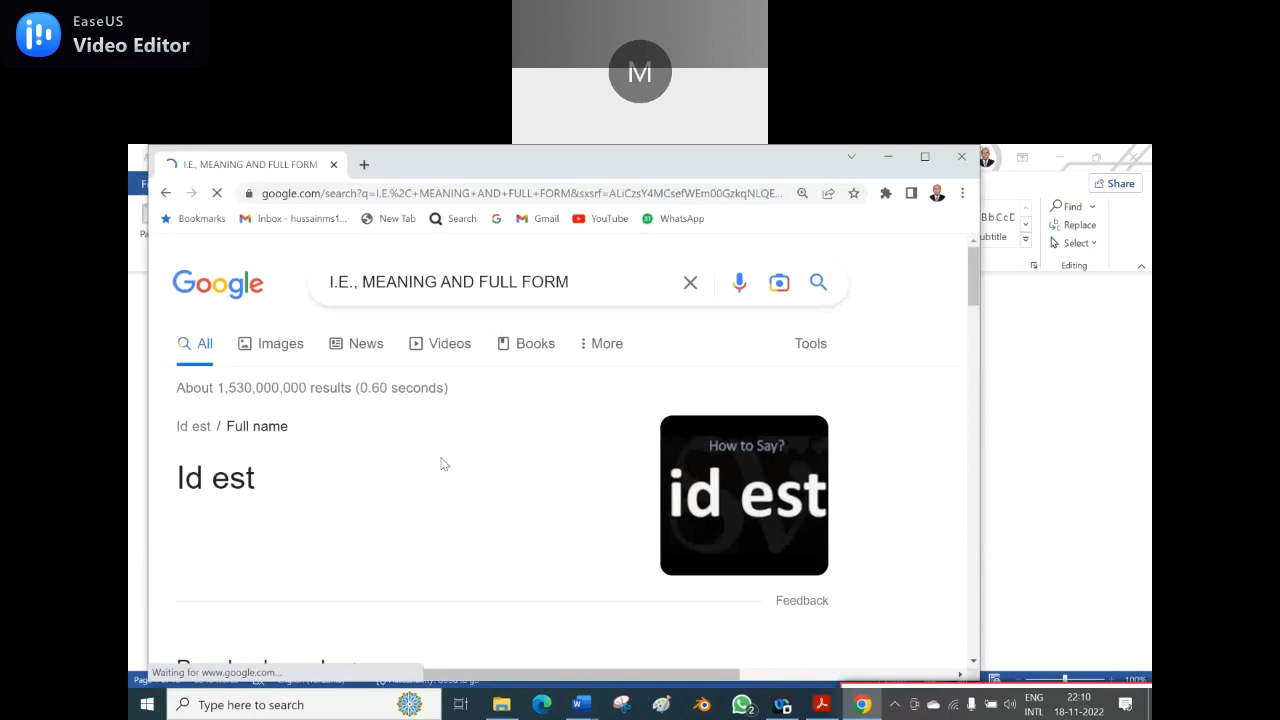 EaseUS
Video Editor
M
I.E., MEANING AND FULL FORM
google.com/search?q=I.E.%2C+MEANING+AND+FULL+FORM&sxsrf=ALiCzsY4MCsefWEm00GzkqNLQE...
Share
Bookmarks Inbox - hussainms1... New Tab Search Gmail YouTube WhatsApp
Find
Replace
Select
Editing
Google
I.E., MEANING AND FULL FORM
All Images News Videos Books More Tools
About 1,530,000,000 results (0.60 seconds)
Id est / Full name
Id est
How to Say?
id est
Feedback
Waiting for www.google.com...
100%
Type here to search
2
ENG
INTL
22:10
18-11-2022